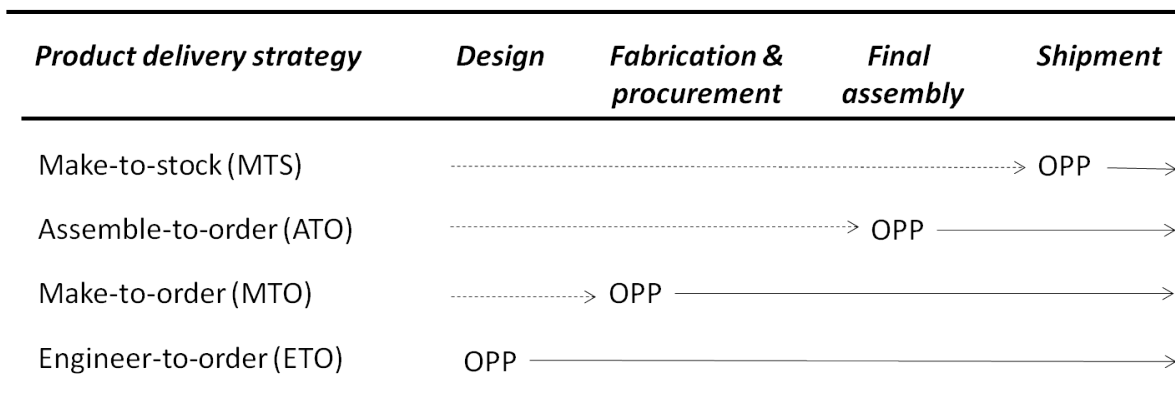 Product delivery strategy Design Fabrication & procurement Final assembly Shipment
Make-to-stock (MTS) OPP
Assemble-to-order (ATO) OPP
Make-to-order (MTO) OPP
Engineer-to-order (ETO) OPP